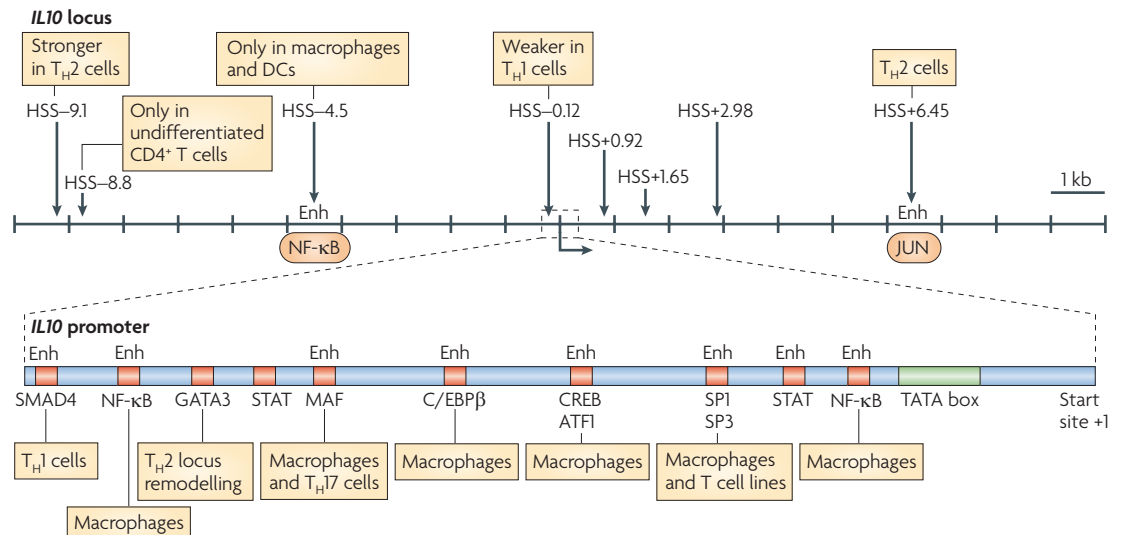 IL10 locus
Stronger
in TH2 cells
Only in macrophages
and DCs
Weaker in
TH1 cells
TH2 cells
HSS–9.1
Only in
undifferentiated
CD4+ T cells
HSS–4.5
HSS–0.12
HSS+2.98
HSS+6.45
HSS+0.92
HSS–8.8
HSS+1.65
1 kb
Enh
Enh
NF-κB
JUN
IL10 promoter
Enh
Enh
Enh
Enh
Enh
Enh
Enh
Enh
SMAD4
NF-κB
GATA3
STAT
MAF
C/EBPβ
CREB
ATF1
SP1
SP3
STAT
NF-κB
TATA box
Start
site +1
TH1 cells
TH2 locus
remodelling
Macrophages
and TH17 cells
Macrophages
Macrophages
Macrophages
and T cell lines
Macrophages
Macrophages